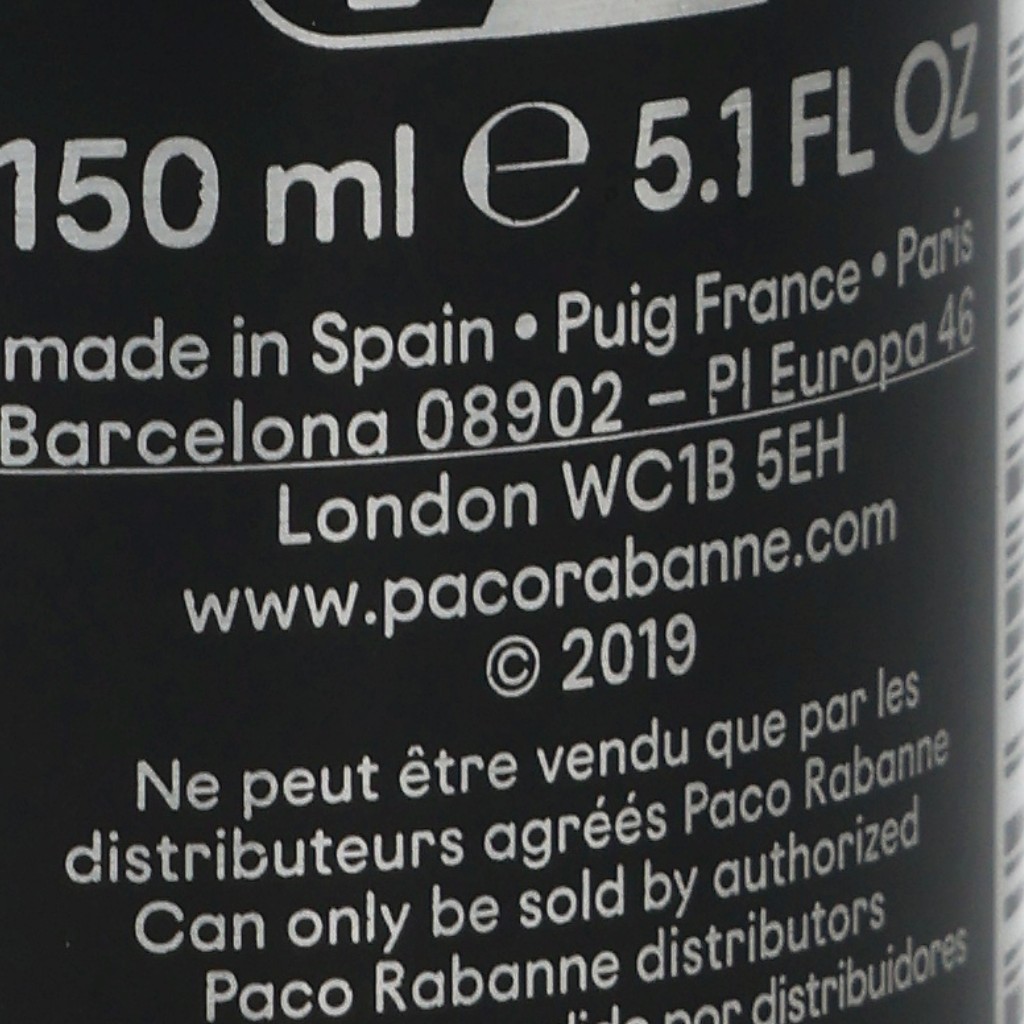 150 ml ℮ 5.1 FL OZ
made in Spain • Puig France • Paris
Barcelona 08902 – Pl Europa 46
London WC1B 5EH
www.pacorabanne.com
© 2019
Ne peut être vendu que par les
distributeurs agréés Paco Rabanne
Can only be sold by authorized
Paco Rabanne distributors
por distribuidores